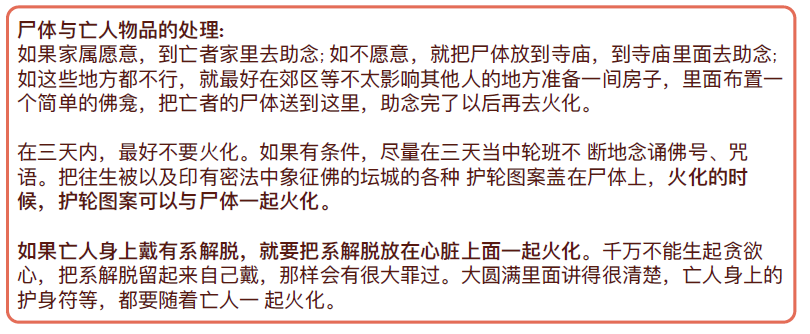 尸体与亡人物品的处理:
如果家属愿意，到亡者家里去助念; 如不愿意，就把尸体放到寺庙，到寺庙里面去助念;
如这些地方都不行，就最好在郊区等不太影响其他人的地方准备一间房子，里面布置一
个简单的佛龛，把亡者的尸体送到这里，助念完了以后再去火化。
在三天内，最好不要火化。如果有条件，尽量在三天当中轮班不 断地念诵佛号、咒
语。把往生被以及印有密法中象征佛的坛城的各种 护轮图案盖在尸体上，火化的时
候，护轮图案可以与尸体一起火化。
如果亡人身上戴有系解脱，就要把系解脱放在心脏上面一起火化。千万不能生起贪欲
心，把系解脱留起来自己戴，那样会有很大罪过。大圆满里面讲得很清楚，亡人身上的
护身符等，都要随着亡人一 起火化。